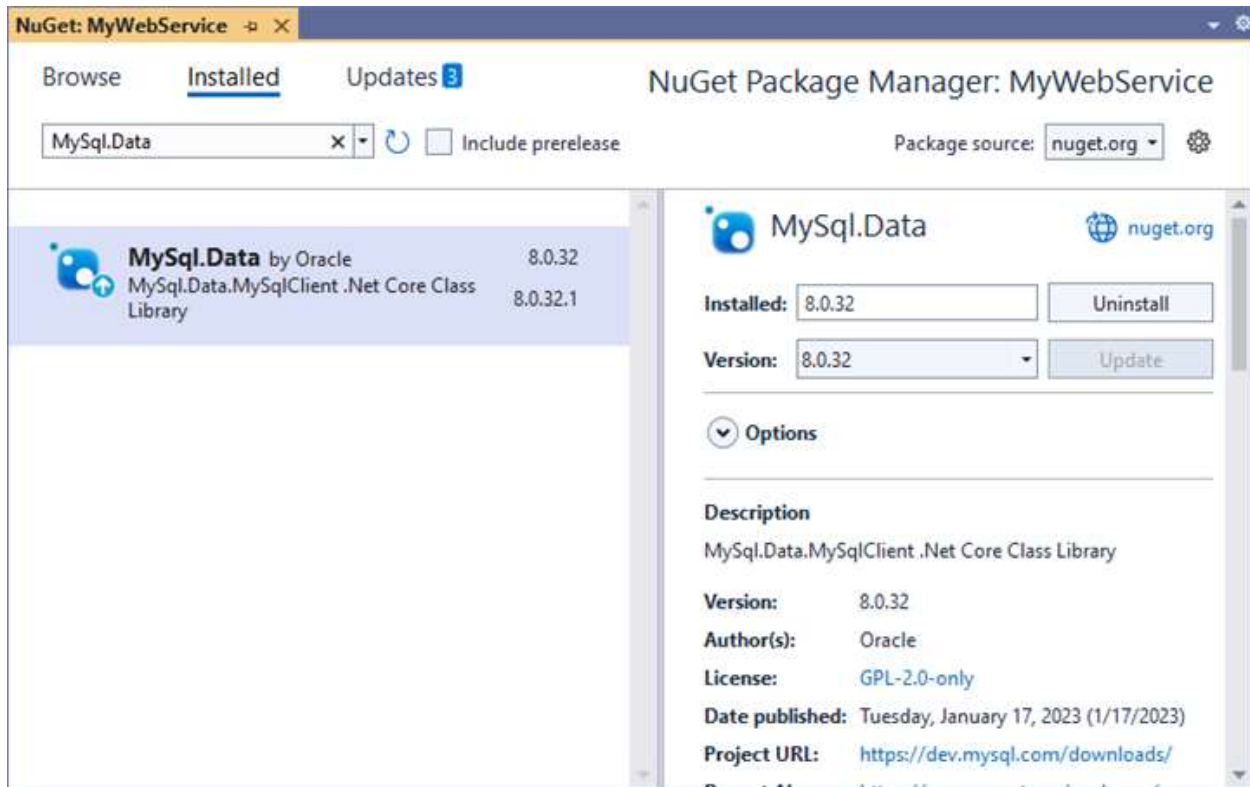 NuGet: MyWebService
Browse Installed Updates 3
NuGet Package Manager: MyWebService
MySql.Data
Include prerelease
Package source: nuget.org
MySql.Data by Oracle 8.0.32
MySql.Data.MySqlClient .Net Core Class
Library
8.0.32.1
MySql.Data
nuget.org
Installed: 8.0.32 Uninstall
Version: 8.0.32 Update
Options
Description
MySql.Data.MySqlClient .Net Core Class Library
Version: 8.0.32
Author(s): Oracle
License: GPL-2.0-only
Date published: Tuesday, January 17, 2023 (1/17/2023)
Project URL: https://dev.mysql.com/downloads/